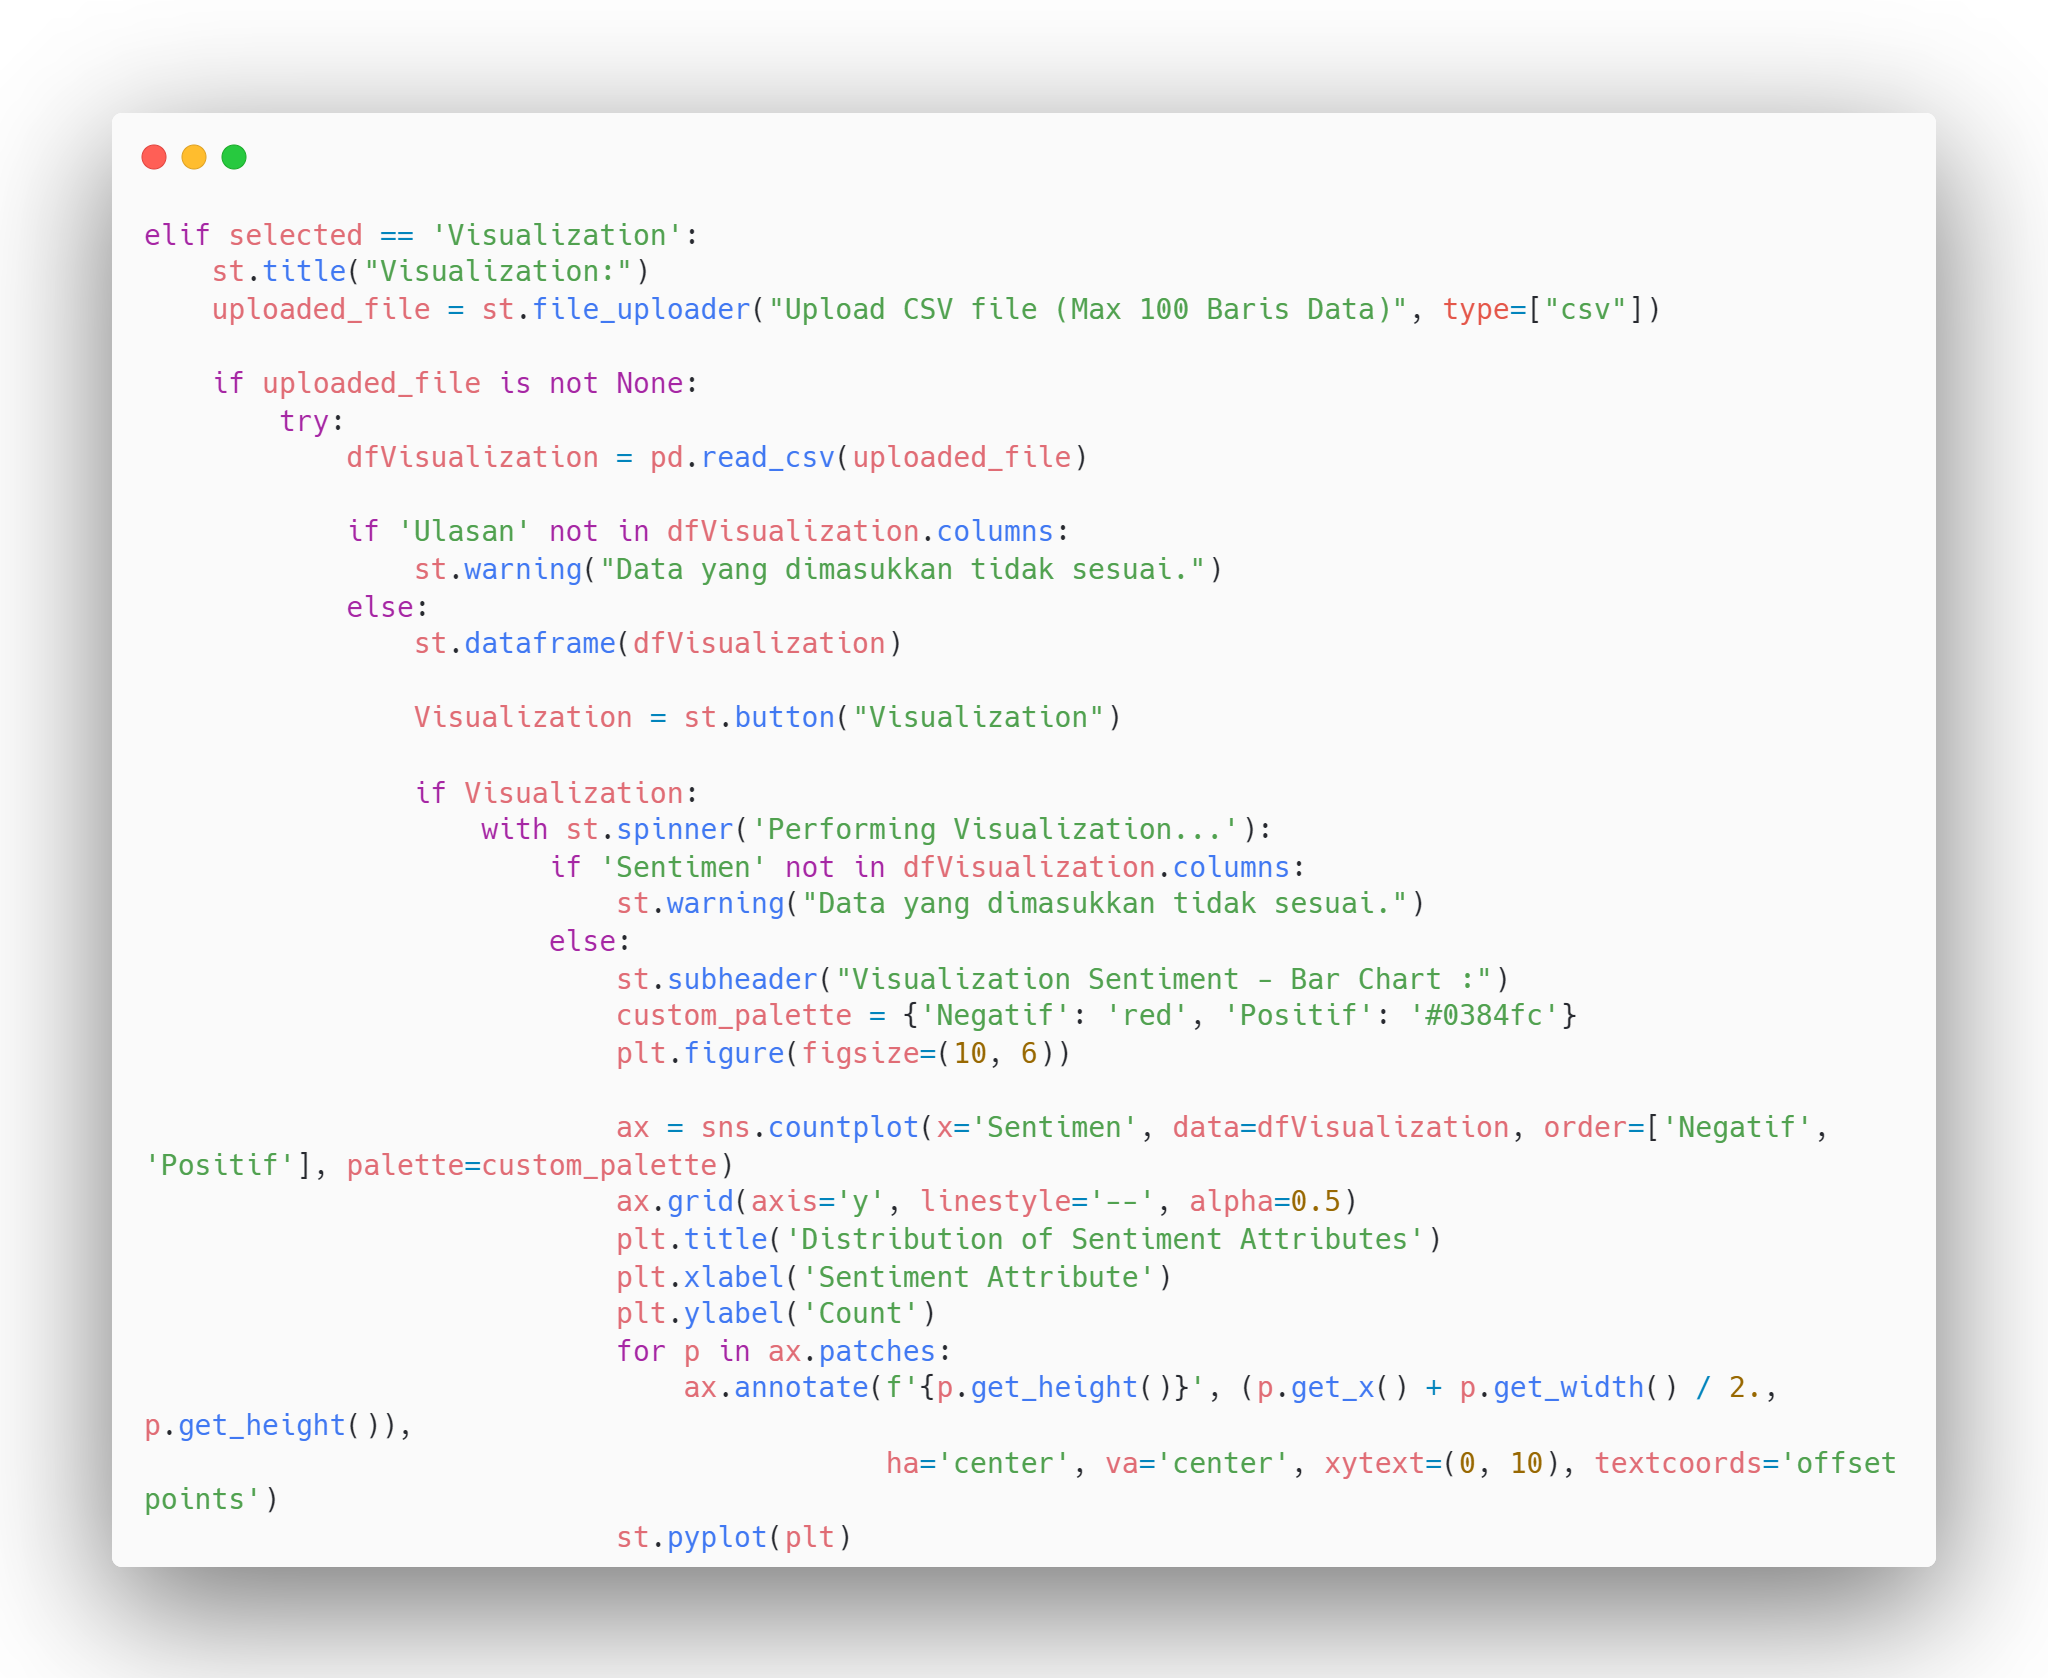 elif selected == 'Visualization':
    st.title("Visualization:")
    uploaded_file = st.file_uploader("Upload CSV file (Max 100 Baris Data)", type=["csv"])

    if uploaded_file is not None:
        try:
            dfVisualization = pd.read_csv(uploaded_file)

            if 'Ulasan' not in dfVisualization.columns:
                st.warning("Data yang dimasukkan tidak sesuai.")
            else:
                st.dataframe(dfVisualization)

                Visualization = st.button("Visualization")

                if Visualization:
                    with st.spinner('Performing Visualization...'):
                        if 'Sentimen' not in dfVisualization.columns:
                            st.warning("Data yang dimasukkan tidak sesuai.")
                        else:
                            st.subheader("Visualization Sentiment - Bar Chart :")
                            custom_palette = {'Negatif': 'red', 'Positif': '#0384fc'}
                            plt.figure(figsize=(10, 6))

                            ax = sns.countplot(x='Sentimen', data=dfVisualization, order=['Negatif',
'Positif'], palette=custom_palette)
                            ax.grid(axis='y', linestyle='--', alpha=0.5)
                            plt.title('Distribution of Sentiment Attributes')
                            plt.xlabel('Sentiment Attribute')
                            plt.ylabel('Count')
                            for p in ax.patches:
                                ax.annotate(f'{p.get_height()}', (p.get_x() + p.get_width() / 2.,
p.get_height()),
                                            ha='center', va='center', xytext=(0, 10), textcoords='offset
points')
                            st.pyplot(plt)